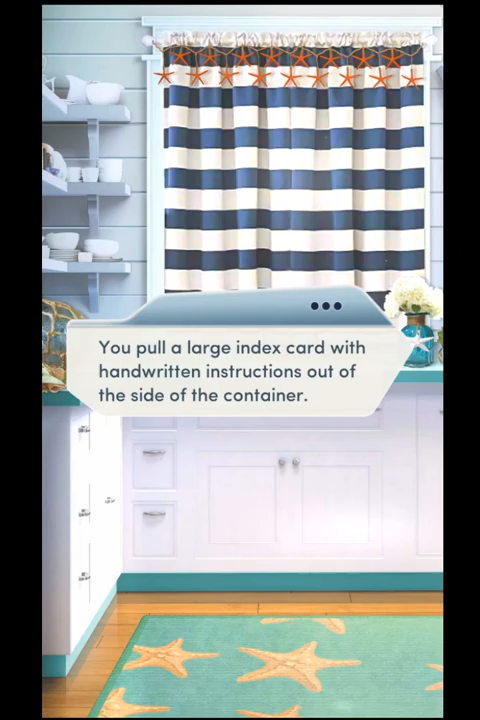 You pull a large index card with
handwritten instructions out of
the side of the container.